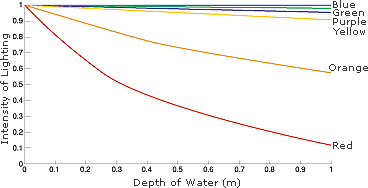 Blue
Green
Purple
Yellow
Orange
Red
Intensity of Lighting
1
0.9
0.8
0.7
0.6
0.5
0.4
0.3
0.2
0.1
0
0 0.1 0.2 0.3 0.4 0.5 0.6 0.7 0.8 0.9 1
Depth of Water (m)